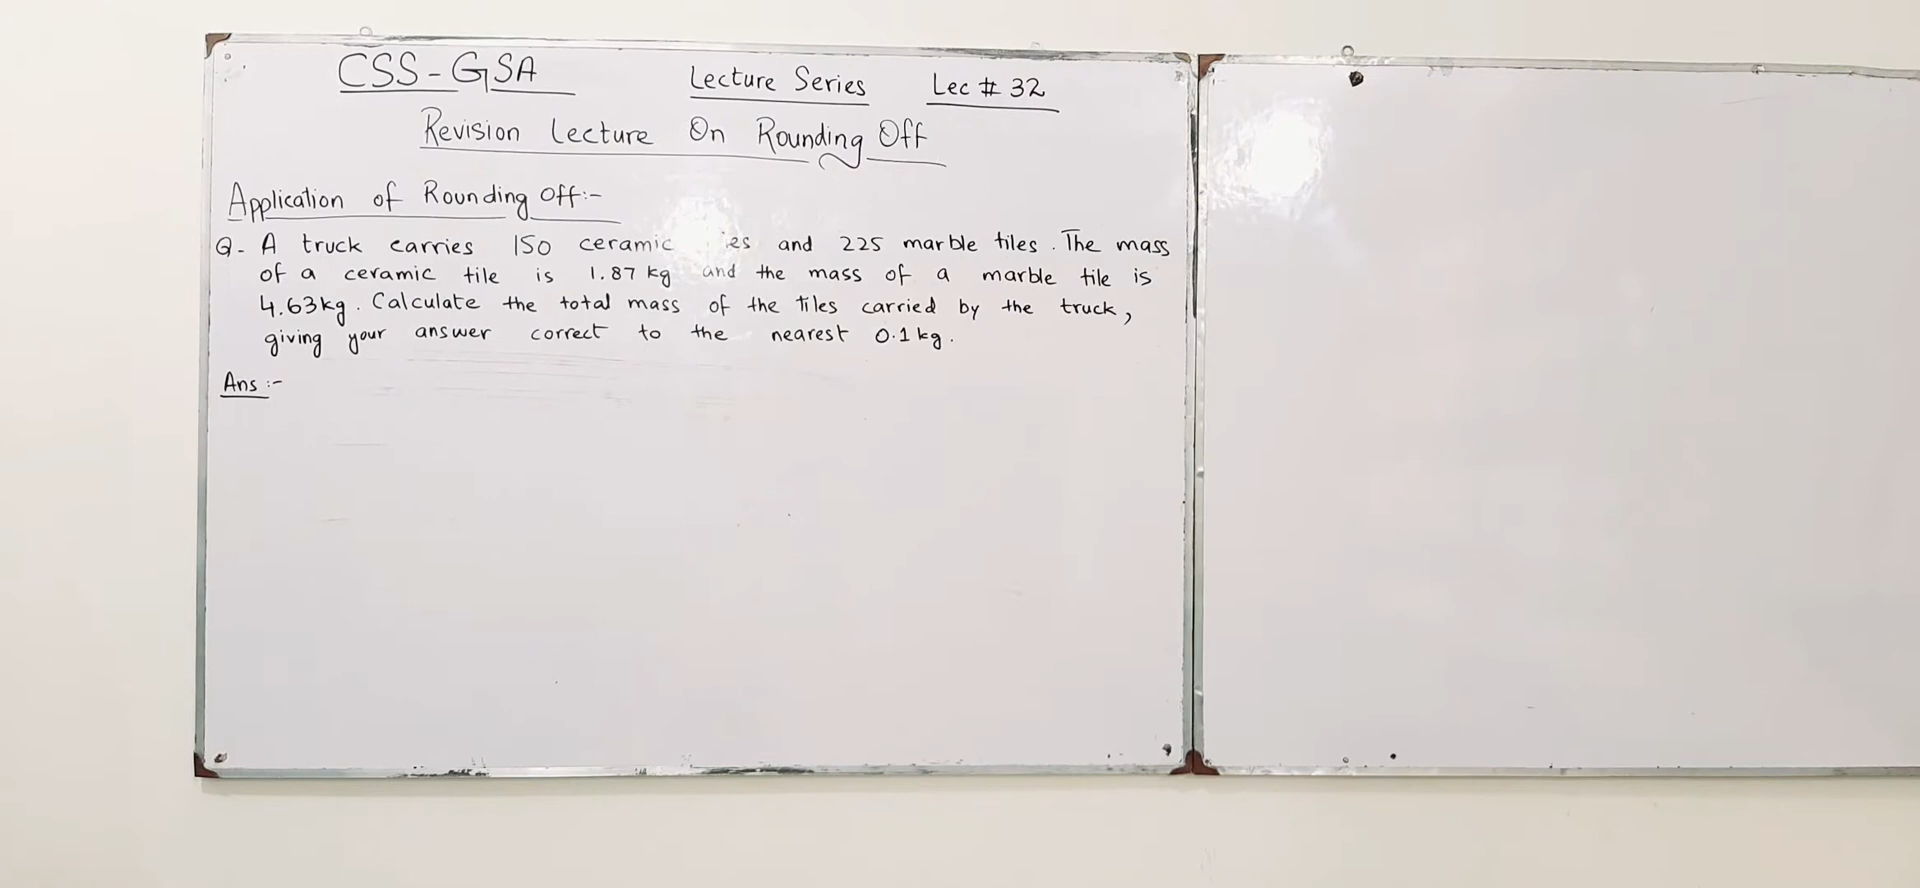 CSS-GSA Lecture Series Lec # 32
Revision Lecture On Rounding Off
Application of Rounding Off:-
Q- A truck carries 150 ceramic and 225 marble tiles. The mass
of a ceramic tile is 1.87 kg and the mass of a marble tile is
4.63kg. Calculate the total mass of the tiles carried by the truck,
giving your answer correct to the nearest 0.1 kg.
Ans:-